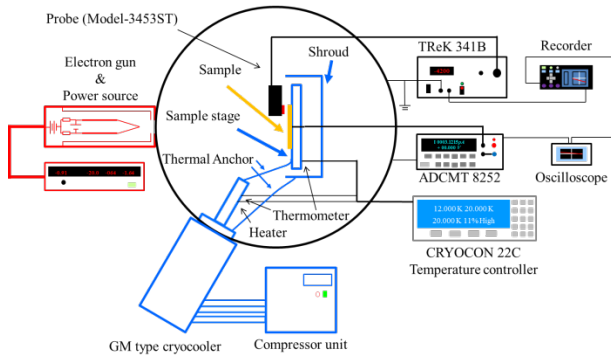 Probe (Model-3453ST)
Electron gun
&
Power source
Sample
Sample stage
Thermal Anchor
Shroud
TReK 341B
Recorder
ADCMT 8252
Oscilloscope
Thermometer
Heater
12.000 K 20.000 K
20.000 K 11% High
CRYOCON 22C
Temperature controller
GM type cryocooler
Compressor unit